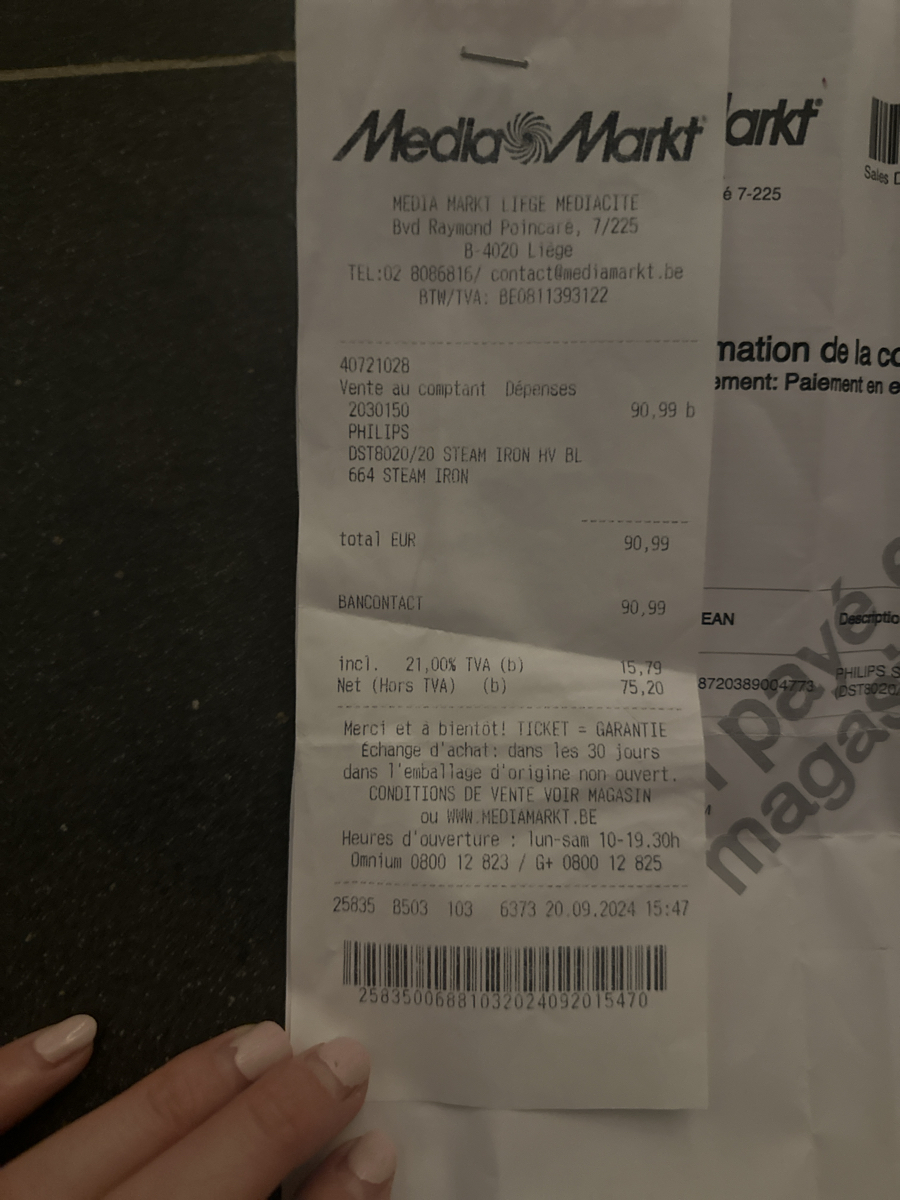 Media Markt
MEDIA MARKT LIEGE MEDIACITE
Bvd Raymond Poincare, 7/225
B-4020 Liège
TEL:02 8086816/ contact@mediamarkt.be
BTW/TVA: BE0811393122
40721028
Vente au comptant Dépenses
2030150 90,99 b
PHILIPS
DST8020/20 STEAM IRON HV BL
664 STEAM IRON
total EUR 90,99
BANCONTACT 90,99
incl. 21,00% TVA (b) 15,79
Net (Hors TVA) (b) 75,20
Merci et à bientôt! TICKET = GARANTIE
Échange d'achat: dans les 30 jours
dans l'emballage d'origine non ouvert.
CONDITIONS DE VENTE VOIR MAGASIN
ou WWW.MEDIAMARKT.BE
Heures d'ouverture : lun-sam 10-19.30h
Omnium 0800 12 823 / G+ 0800 12 825
25835 8503 103 6373 20.09.2024 15:47
25835006881032024092015470
arkt
Sales D
é 7-225
mation de la co
ement: Paiement en e
EAN Descriptio
8720389004773 PHILIPS S
(DST8020/
payé
magas